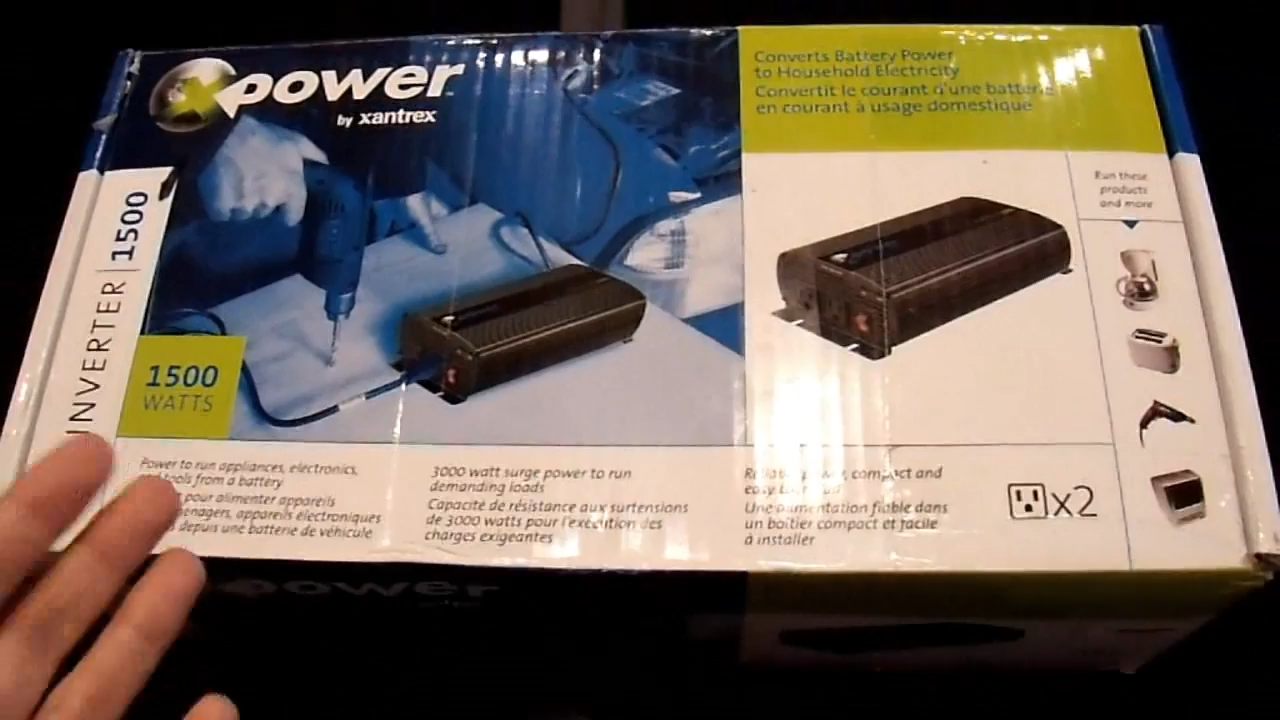 xpower™
by xantrex
INVERTER | 1500
1500
WATTS
Converts Battery Power
to Household Electricity
Convertit le courant d'une batterie
en courant à usage domestique
Run these
products
and more
Power to run appliances, electronics,
and tools from a battery
pour alimenter appareils
appareils électroniques
depuis une batterie de véhicule
3000 watt surge power to run
demanding loads
Capacité de résistance aux surtensions
de 3000 watts pour l'exécution des
charges exigeantes
compact and
easy
Une alimentation fiable dans
un boîtier compact et facile
à installer
x2
power